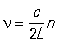 ν = c/2L n